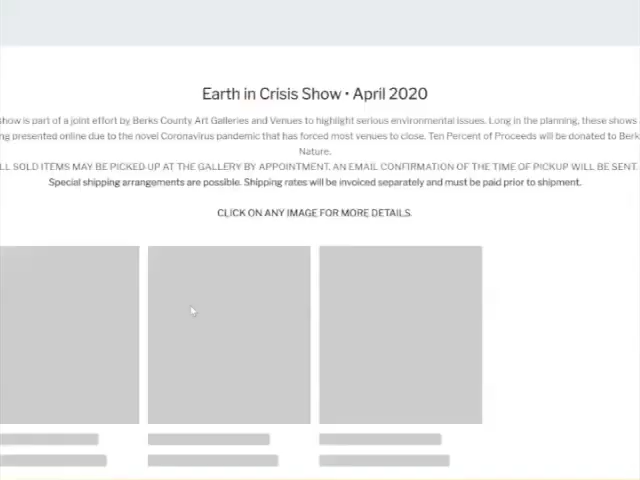 Earth in Crisis Show • April 2020
show is part of a joint effort by Berks County Art Galleries and Venues to highlight serious environmental issues. Long in the planning, these shows
ng presented online due to the novel Coronavirus pandemic that has forced most venues to close. Ten Percent of Proceeds will be donated to Berk
Nature.
LL SOLD ITEMS MAY BE PICKED UP AT THE GALLERY BY APPOINTMENT. AN EMAIL CONFIRMATION OF THE TIME OF PICKUP WILL BE SENT.
Special shipping arrangements are possible. Shipping rates will be invoiced separately and must be paid prior to shipment.
CLICK ON ANY IMAGE FOR MORE DETAILS.